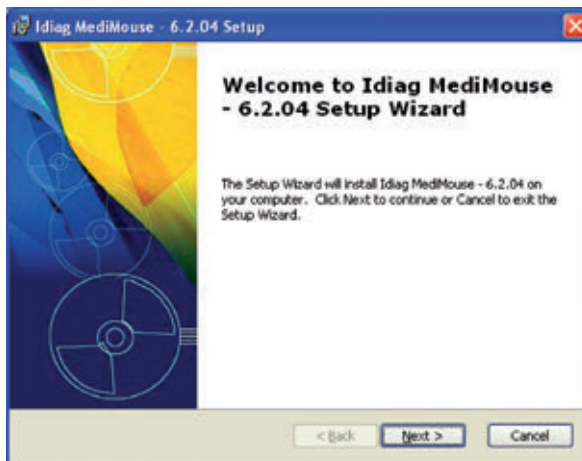 Idiag MediMouse - 6.2.04 Setup
Welcome to Idiag MediMouse
- 6.2.04 Setup Wizard
The Setup Wizard will install Idiag MediMouse - 6.2.04 on
your computer. Click Next to continue or Cancel to exit the
Setup Wizard.
< Back Next > Cancel